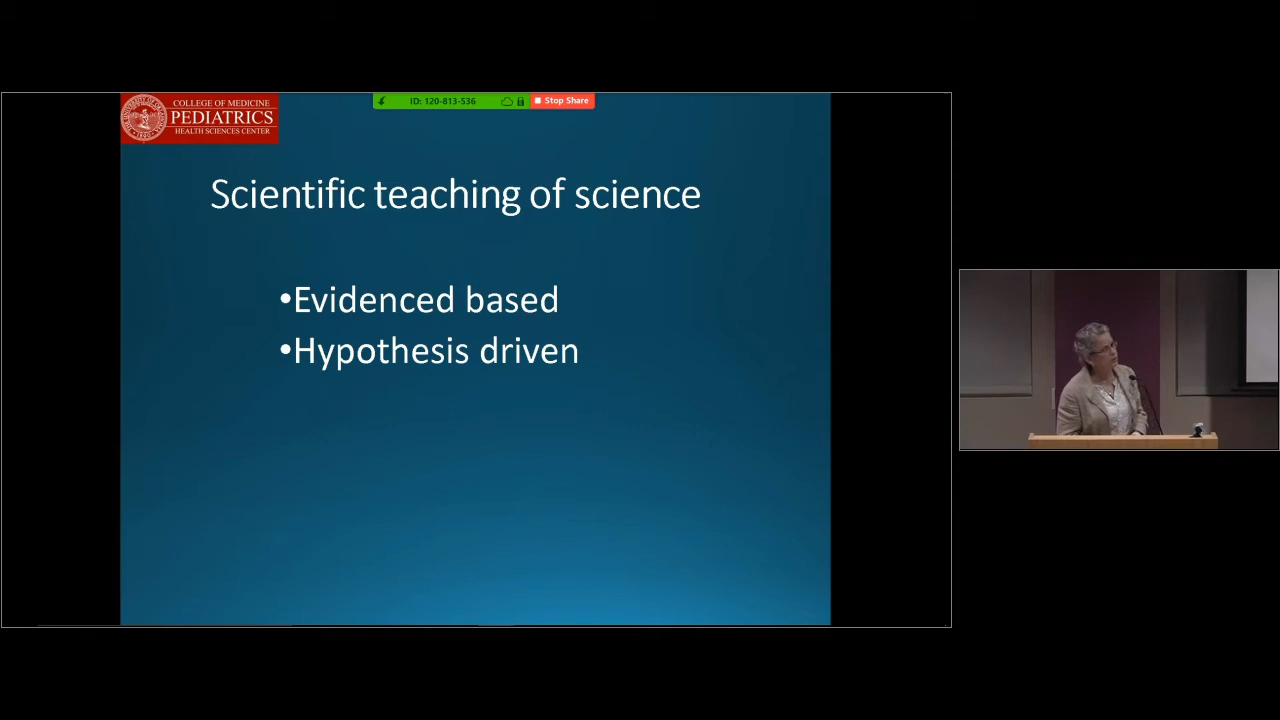 COLLEGE OF MEDICINE
PEDIATRICS
HEALTH SCIENCES CENTER
ID: 120-813-536
Stop Share
Scientific teaching of science
•Evidenced based
•Hypothesis driven